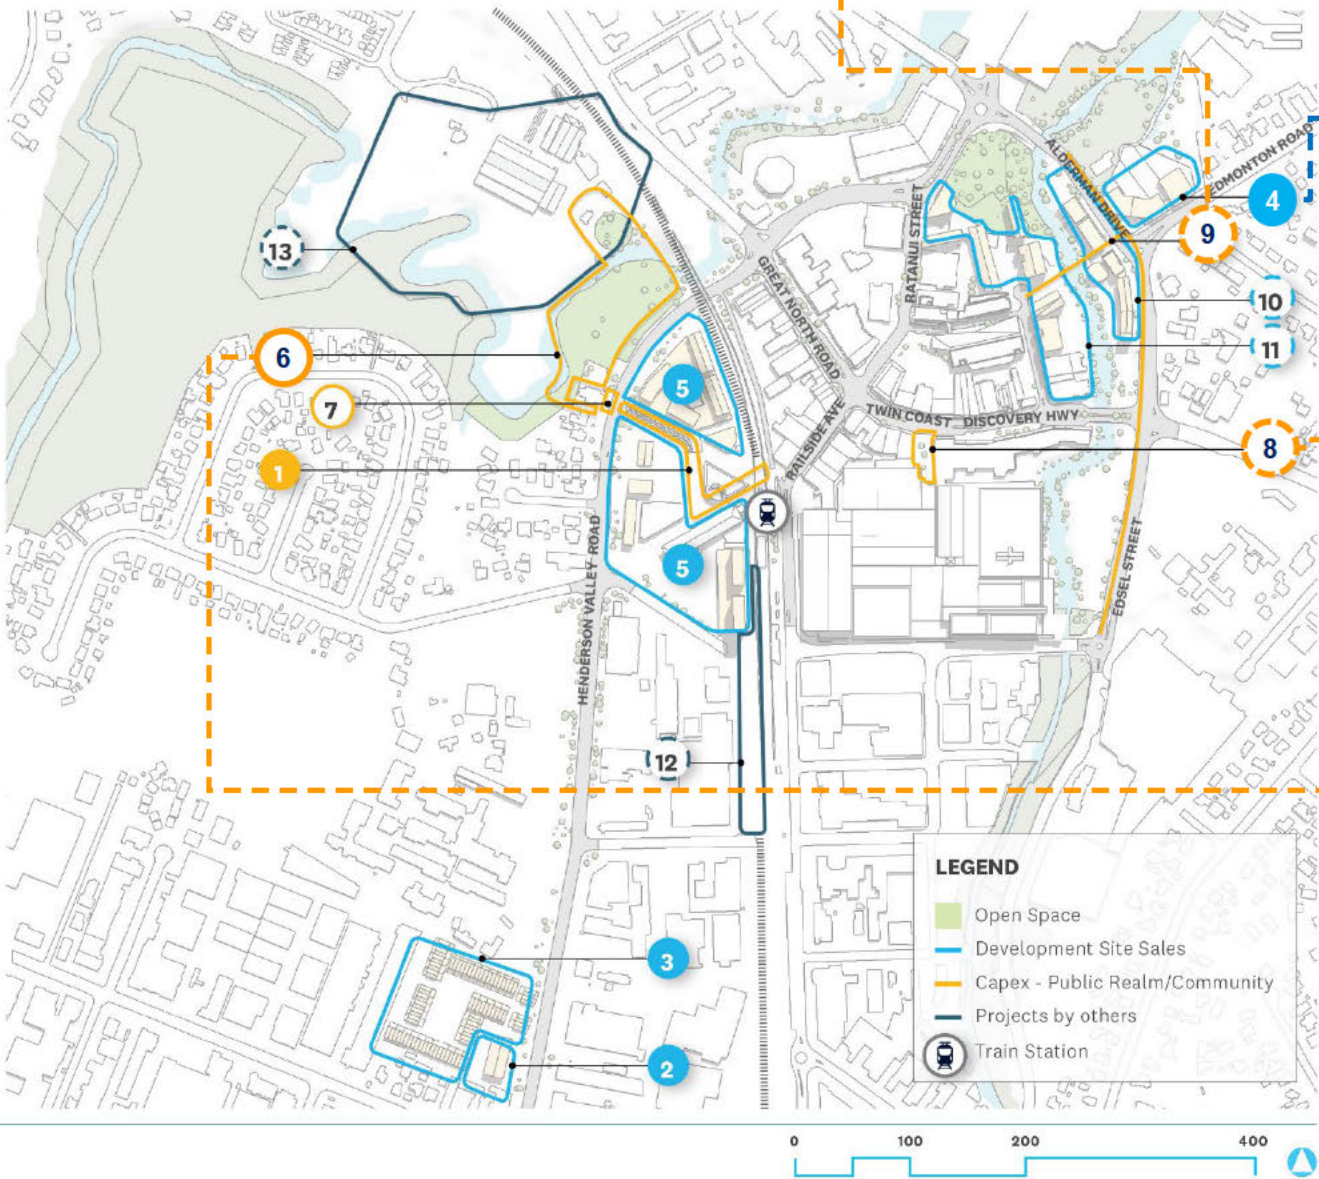 ALDERMAN DRIVE
EDMONTON ROAD
4
RATANUI STREET
9
13
GREAT NORTH ROAD
10
11
6
5
7
TWIN COAST DISCOVERY HWY
RAILSIDE AVE
8
1
HENDERSON VALLEY ROAD
5
EDSEL STREET
12
3
2
LEGEND
Open Space
Development Site Sales
Capex - Public Realm/Community
Projects by others
Train Station
0 100 200 400